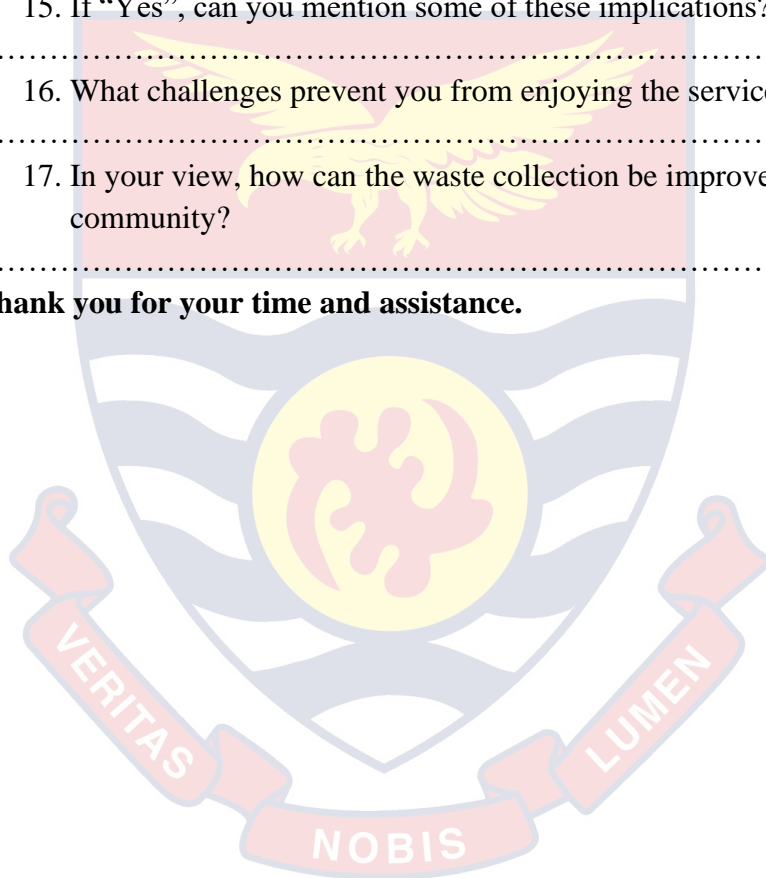 15. If “Yes”, can you mention some of these implications?
……………………………………………………………………
16. What challenges prevent you from enjoying the service
……………………………………………………………………
17. In your view, how can the waste collection be improve
community?
……………………………………………………………………
hank you for your time and assistance.
VERITAS
NOBIS
LUMEN